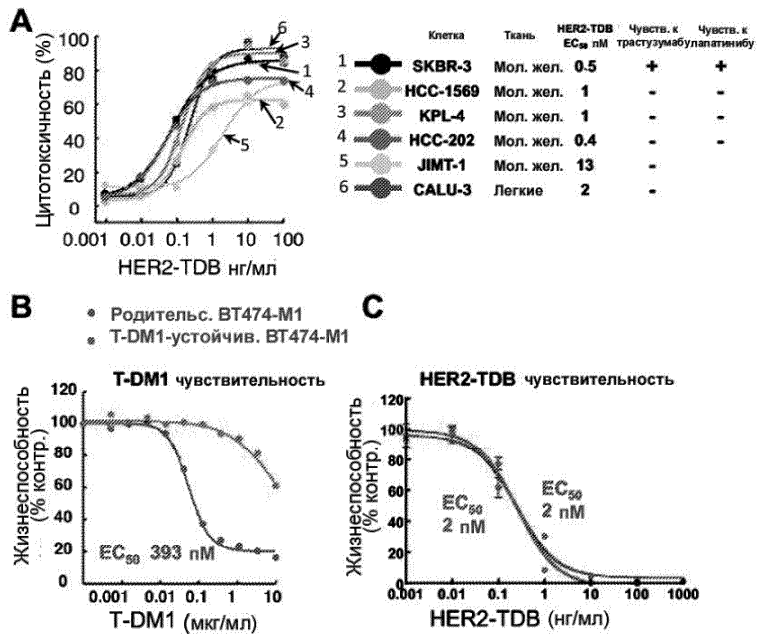 A
Цитотоксичность (%)
100
80
60
40
20
0
0.001 0.01 0.1 1 10 100
HER2-TDB нг/мл
6
3
1
4
2
5
Клетка Ткань HER2-TDB EC50 nM Чувств. к трастузумабу Чувств. к лапатинибу
1 SKBR-3 Мол. жел. 0.5 + +
2 HCC-1569 Мол. жел. 1 - -
3 KPL-4 Мол. жел. 1 - -
4 HCC-202 Мол. жел. 0.4 - -
5 JIMT-1 Мол. жел. 13 -
6 CALU-3 Легкие 2 -
B
Родительс. BT474-M1
T-DM1-устойчив. BT474-M1
T-DM1 чувствительность
Жизнеспособность (% контр.)
120
100
80
60
40
20
0
EC50 393 пМ
0.001 0.01 0.1 1 10
T-DM1 (мкг/мл)
C
HER2-TDB чувствительность
Жизнеспособность (% контр.)
120
100
80
60
40
20
0
EC50
2 пМ
EC50
2 пМ
0.001 0.01 0.1 1 10 100 1000
HER2-TDB (нг/мл)